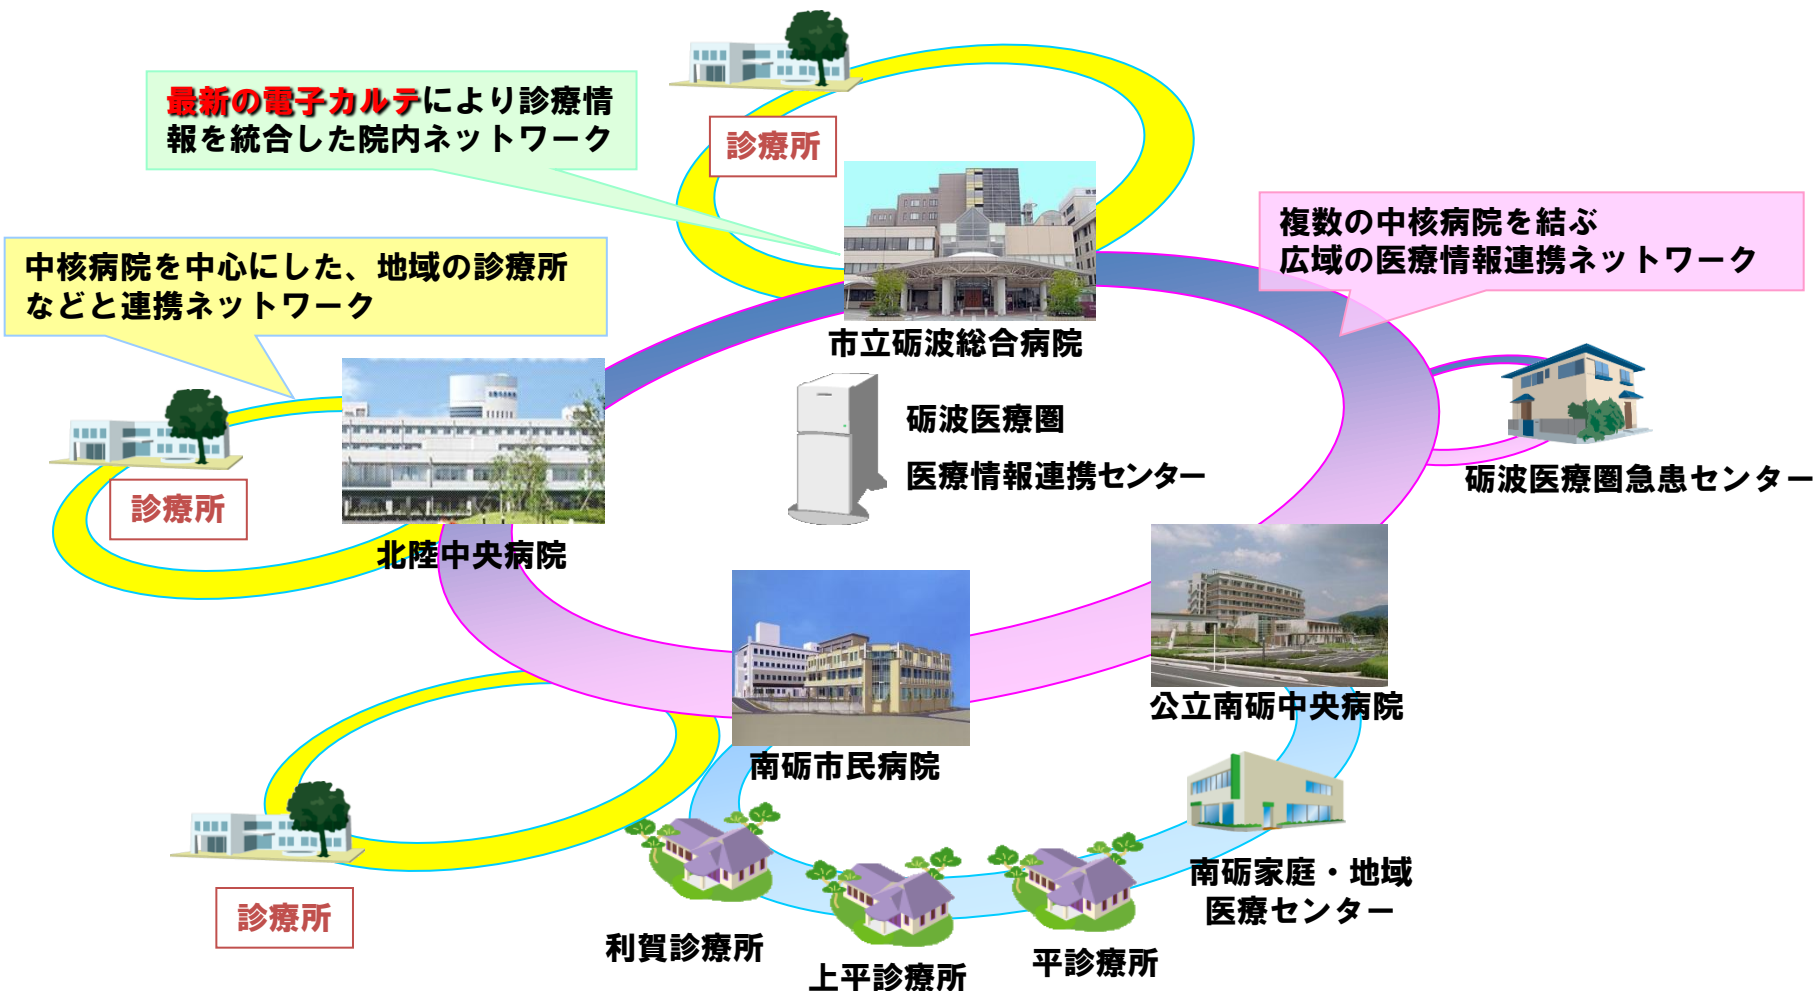 最新の電子カルテにより診療情
報を統合した院内ネットワーク
診療所
複数の中核病院を結ぶ
広域の医療情報連携ネットワーク
中核病院を中心にした、地域の診療所
などと連携ネットワーク
市立砺波総合病院
砺波医療圏
医療情報連携センター
砺波医療圏急患センター
診療所
北陸中央病院
公立南砺中央病院
南砺市民病院
南砺家庭・地域
医療センター
診療所
利賀診療所
上平診療所
平診療所